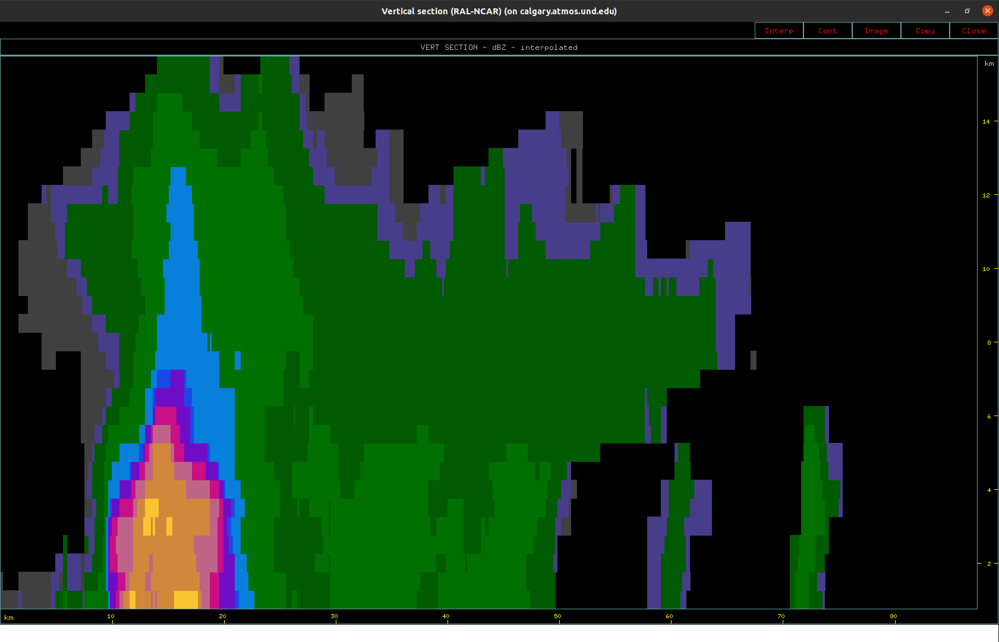 Vertical section (RAL-NCAR) (on calgary.atmos.und.edu)
Interp Cont Image Copy Close
VERT SECTION - dBZ - interpolated
km
14
12
10
8
6
4
2
km 10 20 30 40 50 60 70 80